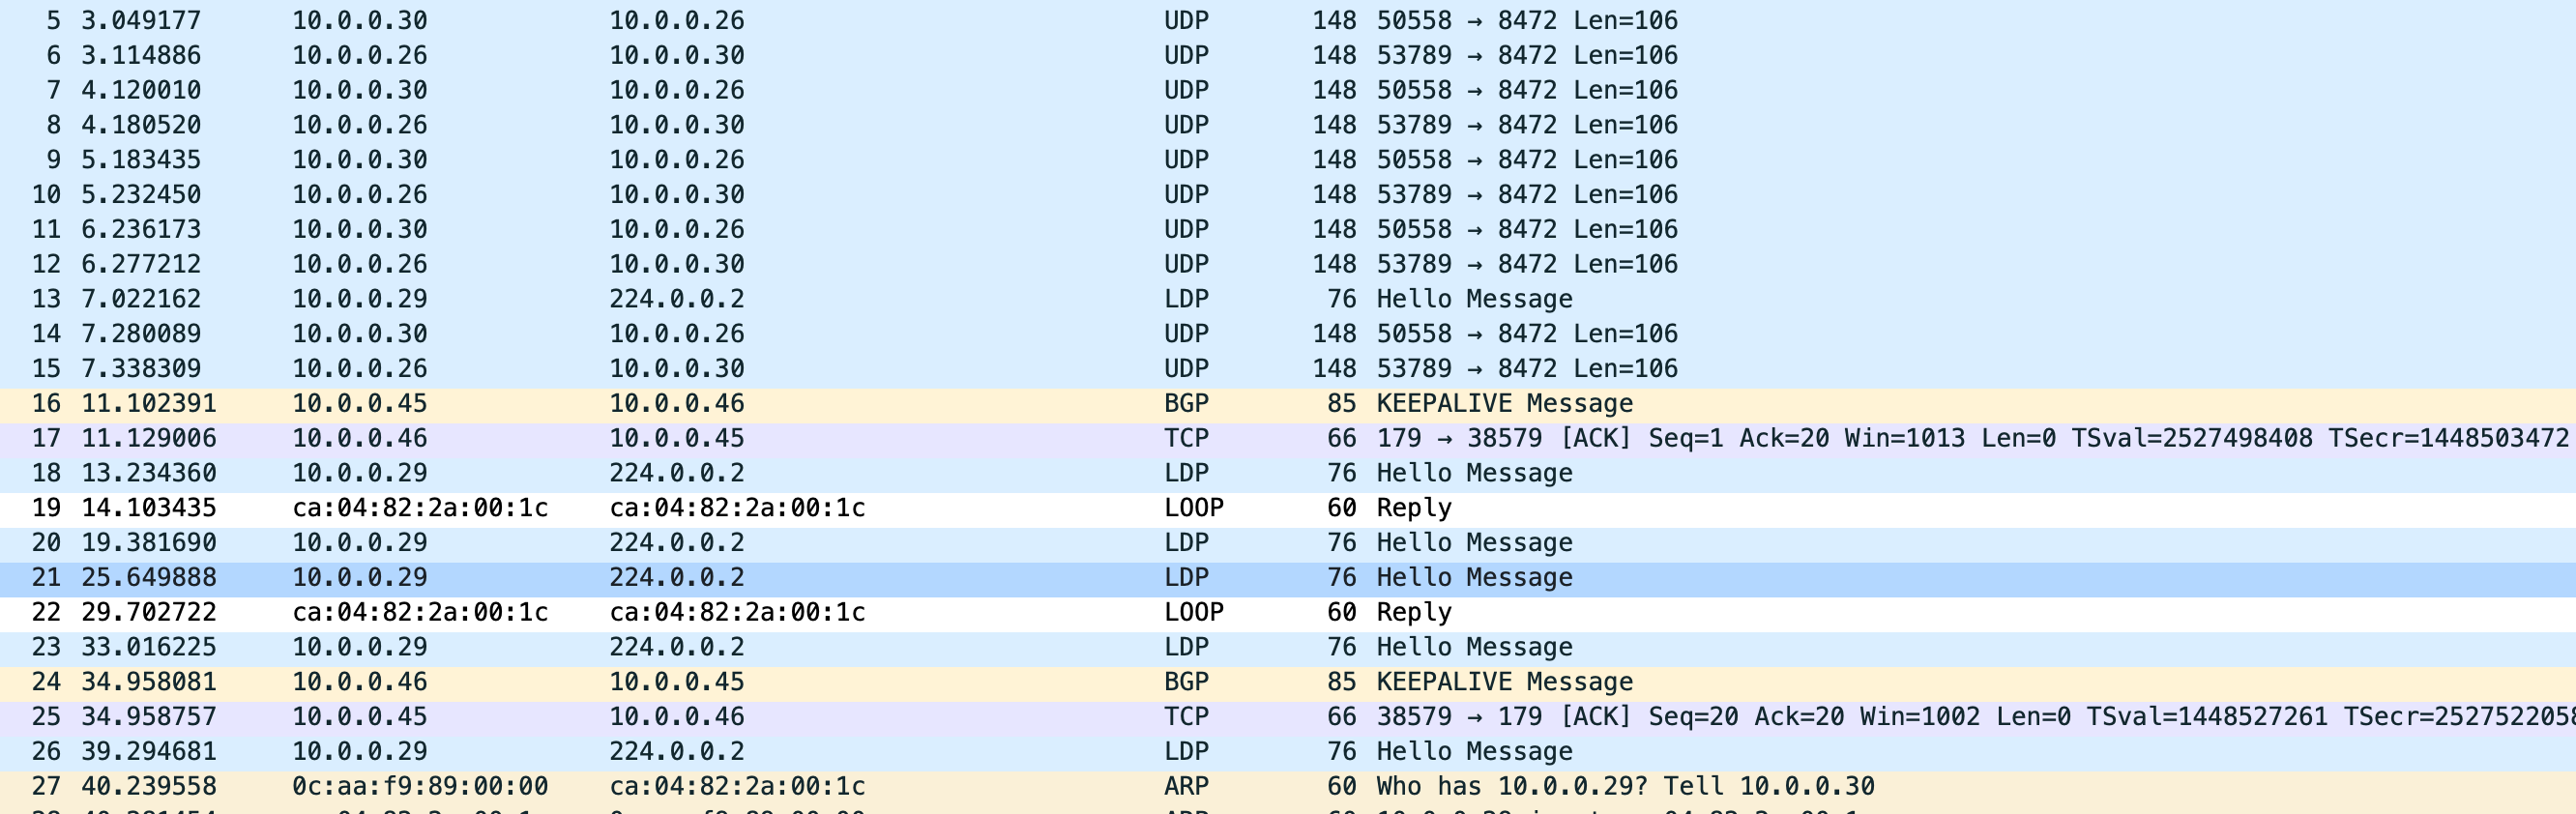 5 3.049177 10.0.0.30 10.0.0.26 UDP 148 50558 → 8472 Len=106
6 3.114886 10.0.0.26 10.0.0.30 UDP 148 53789 → 8472 Len=106
7 4.120010 10.0.0.30 10.0.0.26 UDP 148 50558 → 8472 Len=106
8 4.180520 10.0.0.26 10.0.0.30 UDP 148 53789 → 8472 Len=106
9 5.183435 10.0.0.30 10.0.0.26 UDP 148 50558 → 8472 Len=106
10 5.232450 10.0.0.26 10.0.0.30 UDP 148 53789 → 8472 Len=106
11 6.236173 10.0.0.30 10.0.0.26 UDP 148 50558 → 8472 Len=106
12 6.277212 10.0.0.26 10.0.0.30 UDP 148 53789 → 8472 Len=106
13 7.022162 10.0.0.29 224.0.0.2 LDP 76 Hello Message
14 7.280089 10.0.0.30 10.0.0.26 UDP 148 50558 → 8472 Len=106
15 7.338309 10.0.0.26 10.0.0.30 UDP 148 53789 → 8472 Len=106
16 11.102391 10.0.0.45 10.0.0.46 BGP 85 KEEPALIVE Message
17 11.129006 10.0.0.46 10.0.0.45 TCP 66 179 → 38579 [ACK] Seq=1 Ack=20 Win=1013 Len=0 TSval=2527498408 TSecr=1448503472
18 13.234360 10.0.0.29 224.0.0.2 LDP 76 Hello Message
19 14.103435 ca:04:82:2a:00:1c ca:04:82:2a:00:1c LOOP 60 Reply
20 19.381690 10.0.0.29 224.0.0.2 LDP 76 Hello Message
21 25.649888 10.0.0.29 224.0.0.2 LDP 76 Hello Message
22 29.702722 ca:04:82:2a:00:1c ca:04:82:2a:00:1c LOOP 60 Reply
23 33.016225 10.0.0.29 224.0.0.2 LDP 76 Hello Message
24 34.958081 10.0.0.46 10.0.0.45 BGP 85 KEEPALIVE Message
25 34.958757 10.0.0.45 10.0.0.46 TCP 66 38579 → 179 [ACK] Seq=20 Ack=20 Win=1002 Len=0 TSval=1448527261 TSecr=2527522058
26 39.294681 10.0.0.29 224.0.0.2 LDP 76 Hello Message
27 40.239558 0c:aa:f9:89:00:00 ca:04:82:2a:00:1c ARP 60 Who has 10.0.0.29? Tell 10.0.0.30